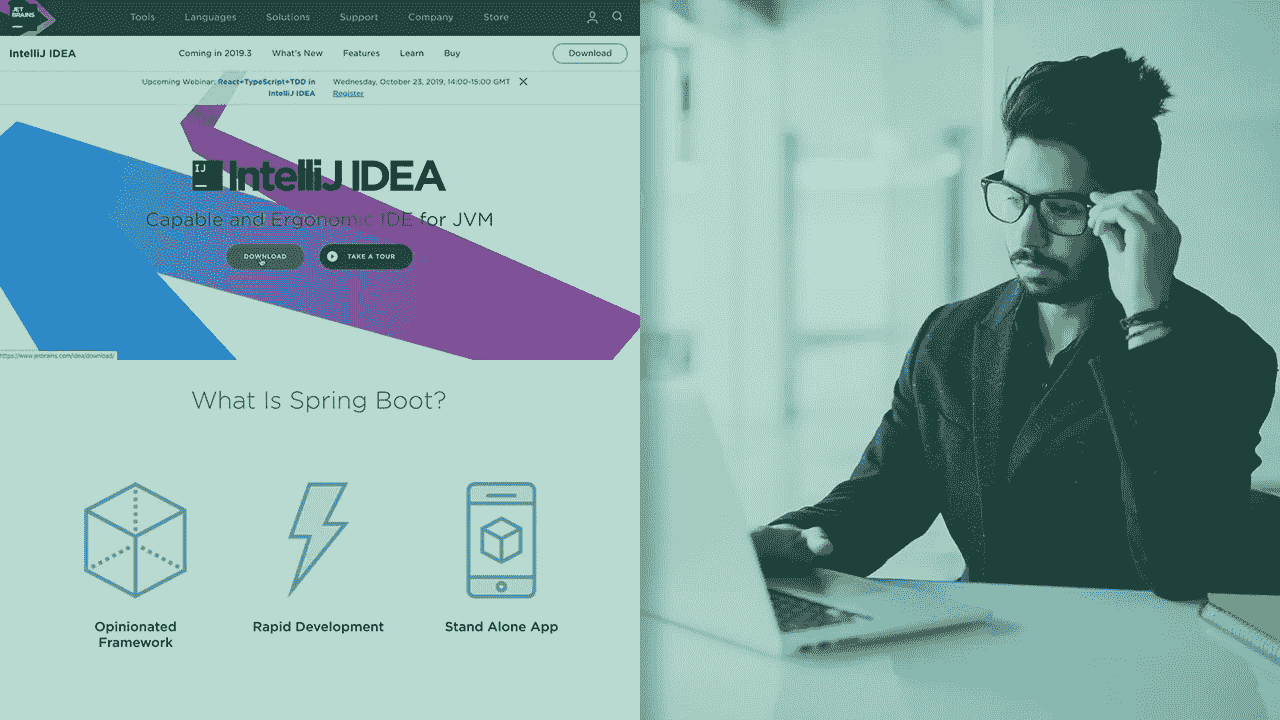 JET
BRAINS
Tools Languages Solutions Support Company Store
IntelliJ IDEA Coming in 2019.3 What's New Features Learn Buy Download
Upcoming Webinar: React+TypeScript+TDD in IntelliJ IDEA
Wednesday, October 23, 2019, 14:00-15:00 GMT
Register
IJ IntelliJ IDEA
Capable and Ergonomic IDE for JVM
DOWNLOAD TAKE A TOUR
https://www.jetbrains.com/idea/download/
What Is Spring Boot?
Opinionated
Framework
Rapid Development
Stand Alone App